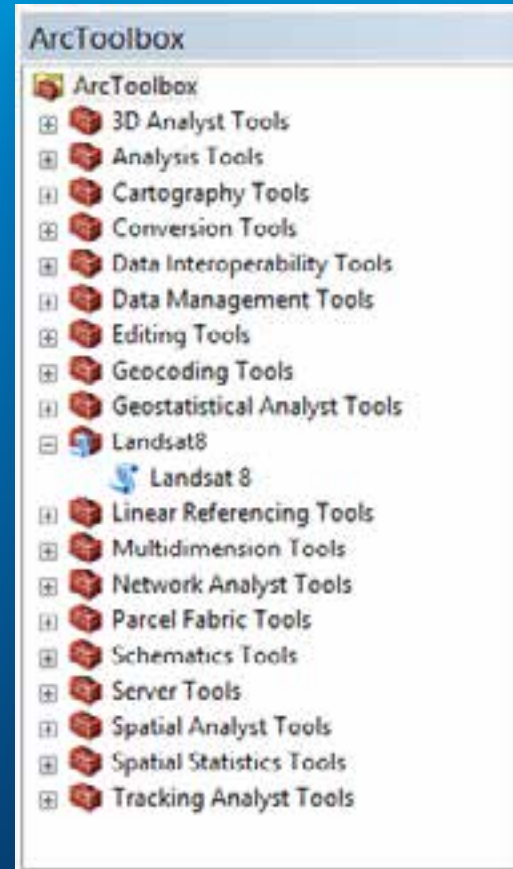 ArcToolbox
ArcToolbox
3D Analyst Tools
Analysis Tools
Cartography Tools
Conversion Tools
Data Interoperability Tools
Data Management Tools
Editing Tools
Geocoding Tools
Geostatistical Analyst Tools
Landsat8
Landsat 8
Linear Referencing Tools
Multidimension Tools
Network Analyst Tools
Parcel Fabric Tools
Schematics Tools
Server Tools
Spatial Analyst Tools
Spatial Statistics Tools
Tracking Analyst Tools